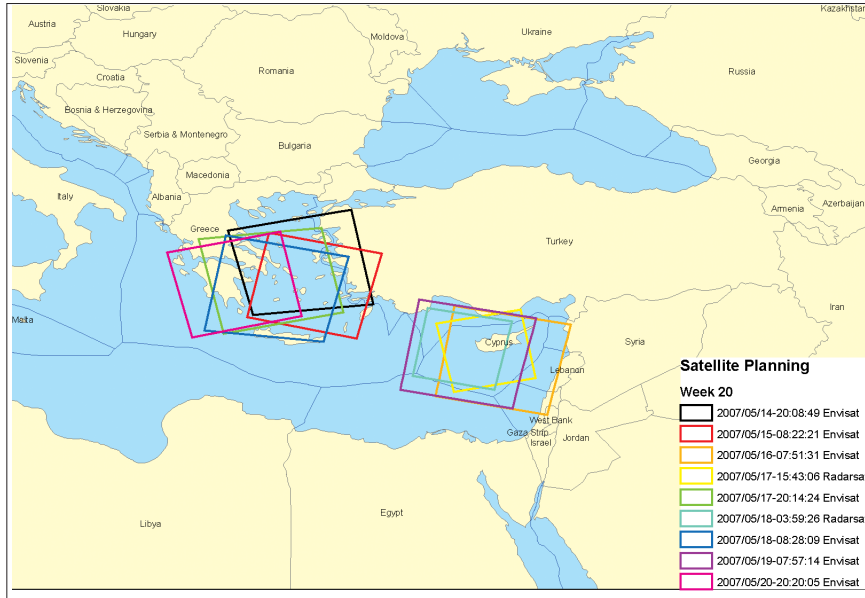 Slovakia
Kazakhstan
Austria
Hungary
Moldova
Ukraine
Slovenia
Croatia
Romania
Russia
Bosnia & Herzegovina
Serbia & Montenegro
Bulgaria
Georgia
Macedonia
Italy
Albania
Armenia
Azerbaijan
Greece
Turkey
Iran
Malta
Cyprus
Syria
Lebanon
West Bank
Gaza Strip
Israel
Jordan
Egypt
Libya
Satellite Planning
Week 20
2007/05/14-20:08:49 Envisat
2007/05/15-08:22:21 Envisat
2007/05/16-07:51:31 Envisat
2007/05/17-15:43:06 Radarsa
2007/05/17-20:14:24 Envisat
2007/05/18-03:59:26 Radarsa
2007/05/18-08:28:09 Envisat
2007/05/19-07:57:14 Envisat
2007/05/20-20:20:05 Envisat